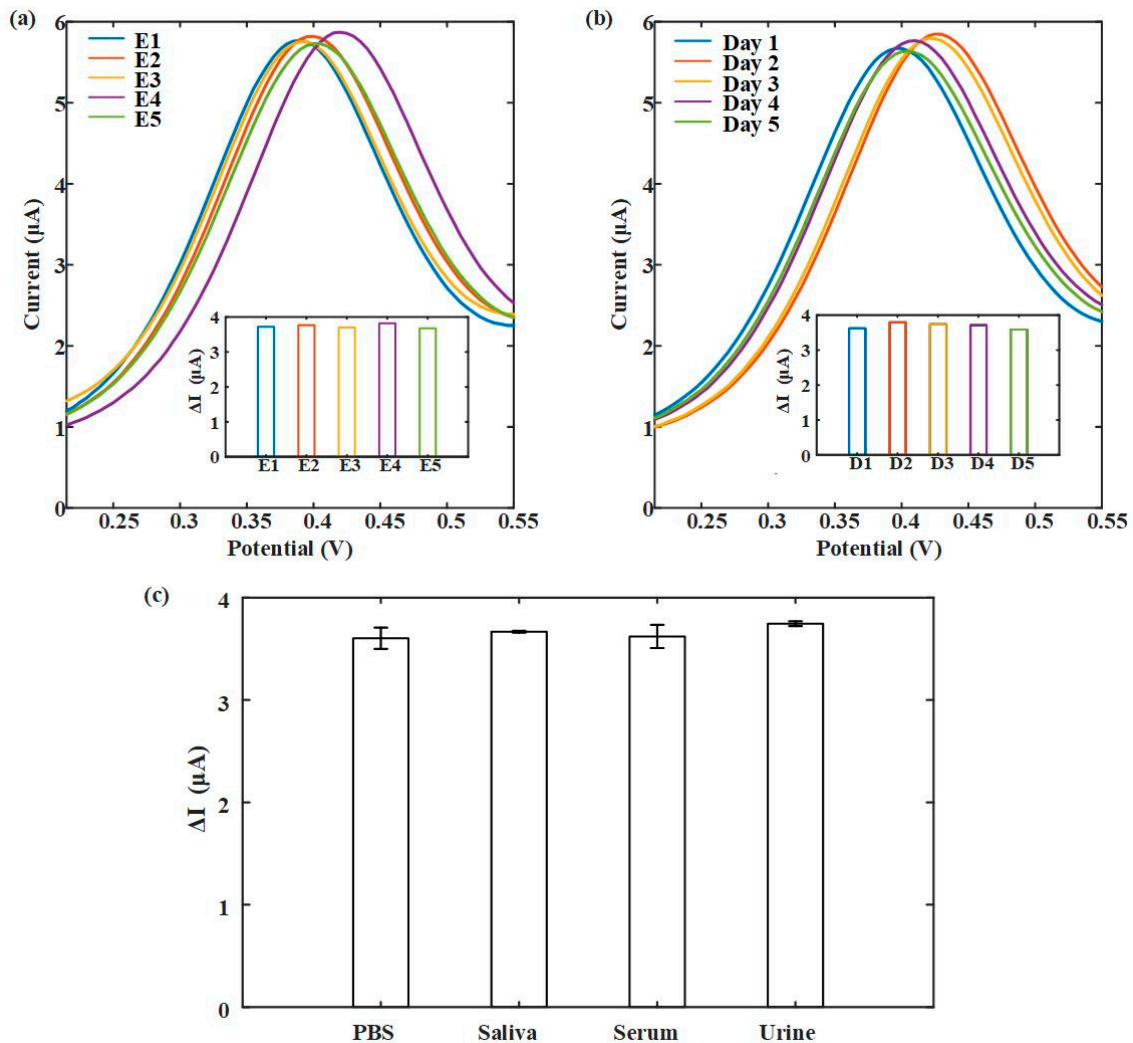 (a)
6
5
4
3
2
1
0
Current (μA)
E1
E2
E3
E4
E5
4
3
2
1
0
ΔI (μA)
E1 E2 E3 E4 E5
0.25 0.3 0.35 0.4 0.45 0.5 0.55
Potential (V)
(b)
6
5
4
3
2
1
0
Current (μA)
Day 1
Day 2
Day 3
Day 4
Day 5
4
3
2
1
0
ΔI (μA)
D1 D2 D3 D4 D5
0.25 0.3 0.35 0.4 0.45 0.5 0.55
Potential (V)
(c)
4
3
2
1
0
ΔI (μA)
PBS Saliva Serum Urine